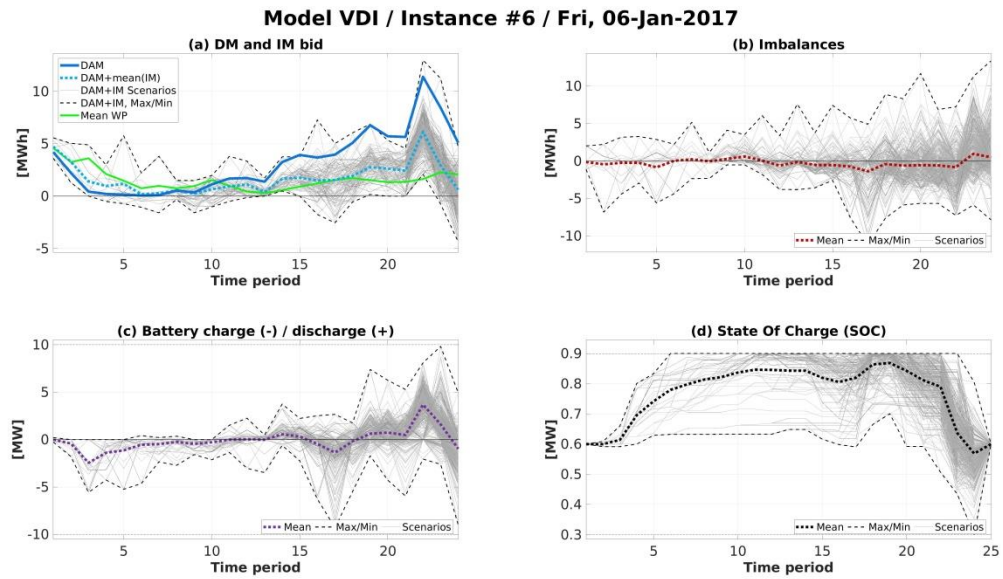 Model VDI / Instance #6 / Fri, 06-Jan-2017
(a) DM and IM bid
DAM
DAM+mean(IM)
DAM+IM Scenarios
DAM+IM, Max/Min
Mean WP
10
5
0
-5
[MWh]
5 10 15 20
Time period
(b) Imbalances
10
5
0
-5
-10
[MWh]
Mean Max/Min Scenarios
5 10 15 20
Time period
(c) Battery charge (-) / discharge (+)
10
5
0
-5
-10
[MW]
Mean Max/Min Scenarios
5 10 15 20
Time period
(d) State Of Charge (SOC)
0.9
0.8
0.7
0.6
0.5
0.4
0.3
[MW]
Mean Max/Min Scenarios
5 10 15 20 25
Time period